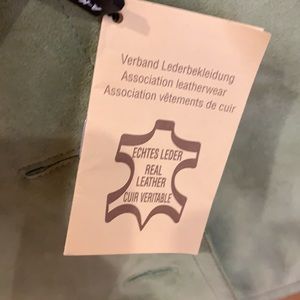 Verband Lederbekleidung
Association leatherwear
Association vêtements de cuir
ECHTES LEDER
REAL
LEATHER
CUIR VERITABLE